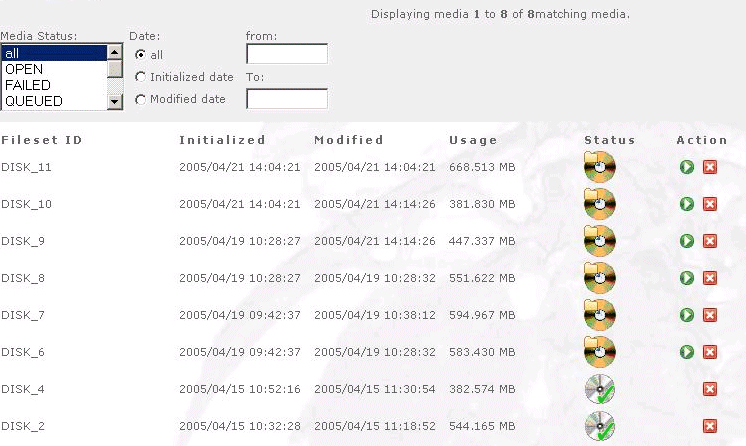 Displaying media 1 to 8 of 8matching media.
Media Status: Date: from:
all all
OPEN Initialized date To:
FAILED
QUEUED Modified date
Fileset ID Initialized Modified Usage Status Action
DISK_11 2005/04/21 14:04:21 2005/04/21 14:04:21 668.513 MB
DISK_10 2005/04/21 14:04:21 2005/04/21 14:14:26 381.830 MB
DISK_9 2005/04/19 10:28:27 2005/04/21 14:14:26 447.337 MB
DISK_8 2005/04/19 10:28:27 2005/04/19 10:28:32 551.622 MB
DISK_7 2005/04/19 09:42:37 2005/04/19 10:38:12 594.967 MB
DISK_6 2005/04/19 09:42:37 2005/04/19 10:28:32 583.430 MB
DISK_4 2005/04/15 10:52:16 2005/04/15 11:30:54 382.574 MB
DISK_2 2005/04/15 10:32:28 2005/04/15 11:18:52 544.165 MB